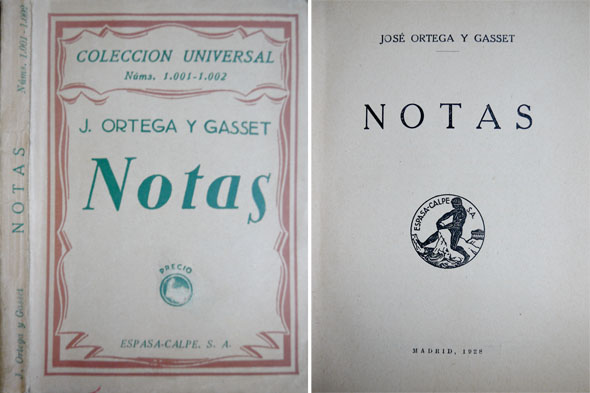 Núms. 1.001-1.002
NOTAS
J. Ortega y Gasset
COLECCION UNIVERSAL
Núms. 1.001-1.002
J. ORTEGA Y GASSET
Notas
PRECIO
ESPASA-CALPE, S. A.
JOSÉ ORTEGA Y GASSET
NOTAS
ESPASA-CALPE S.A.
MADRID, 1928